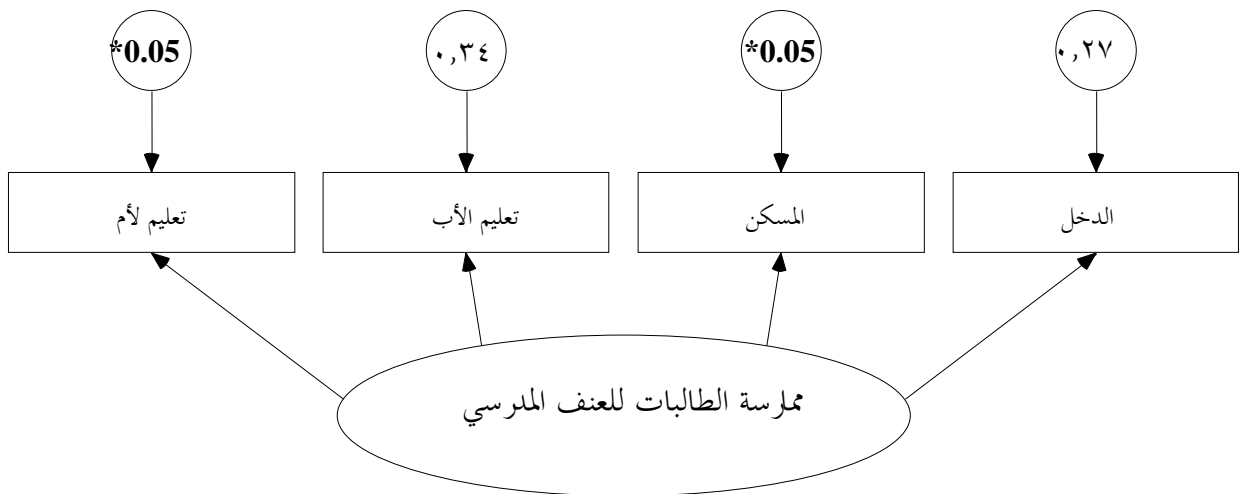 ٠,٢٧
*0.05
٠,٣٤
*0.05
الدخل
المسكن
تعليم الأب
تعليم لأم
ممارسة الطالبات للعنف المدرسي